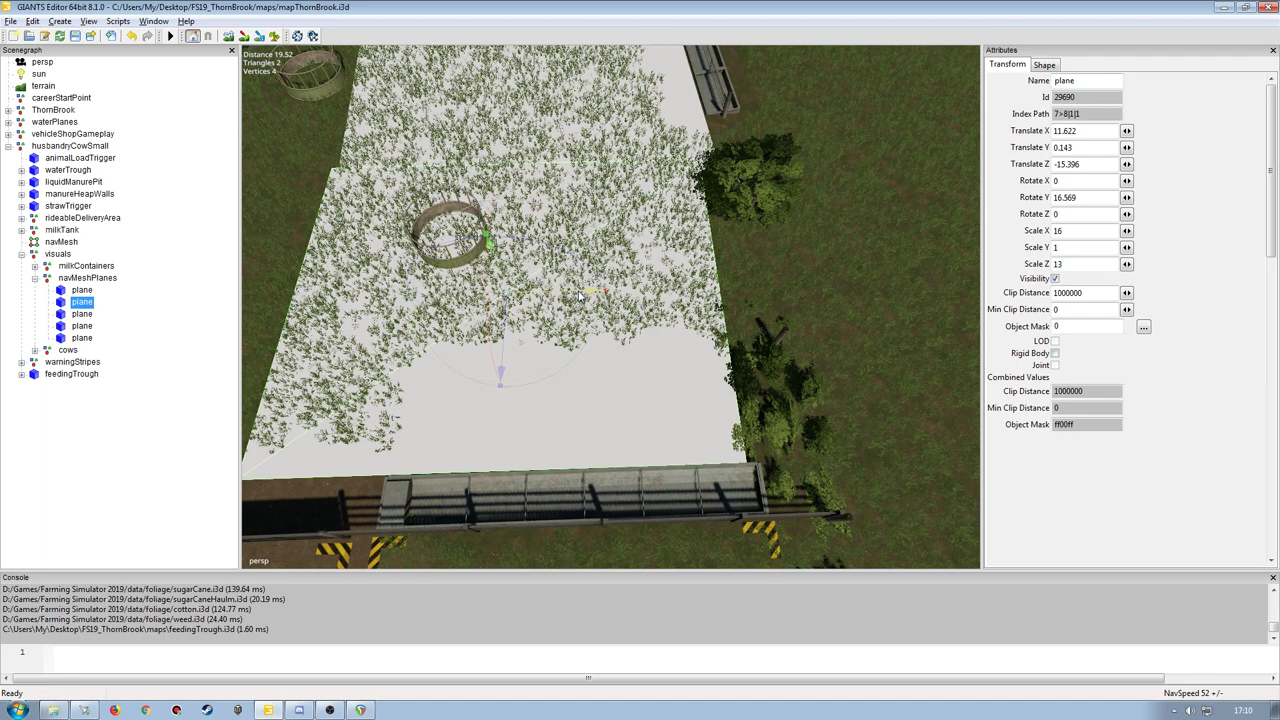 GIANTS Editor 64bit 8.1.0 - C:/Users/My/Desktop/FS19_ThornBrook/maps/mapThornBrook.i3d
File Edit Create View Scripts Window Help
Scenegraph
persp
sun
terrain
careerStartPoint
ThornBrook
waterPlanes
vehicleShopGameplay
husbandryCowSmall
animalLoadTrigger
waterTrough
liquidManurePit
manureHeapWalls
strawTrigger
rideableDeliveryArea
milkTank
navMesh
visuals
milkContainers
navMeshPlanes
plane
plane
plane
plane
plane
cows
warningStripes
feedingTrough
Distance 19.52
Triangles 2
Vertices 4
persp
Attributes
Transform Shape
Name plane
Id 29690
Index Path 7>8|1|1
Translate X 11.622
Translate Y 0.143
Translate Z -15.396
Rotate X 0
Rotate Y 16.569
Rotate Z 0
Scale X 16
Scale Y 1
Scale Z 13
Visibility
Clip Distance 1000000
Min Clip Distance 0
Object Mask 0 ...
LOD
Rigid Body
Joint
Combined Values
Clip Distance 1000000
Min Clip Distance 0
Object Mask ff00ff
Console
D:/Games/Farming Simulator 2019/data/foliage/sugarCane.i3d (139.64 ms)
D:/Games/Farming Simulator 2019/data/foliage/sugarCaneHaulm.i3d (20.19 ms)
D:/Games/Farming Simulator 2019/data/foliage/cotton.i3d (124.77 ms)
D:/Games/Farming Simulator 2019/data/foliage/weed.i3d (24.40 ms)
C:\Users\My\Desktop\FS19_ThornBrook\maps\feedingTrough.i3d (1.60 ms)
1
Ready
NavSpeed 52 +/-
17:10